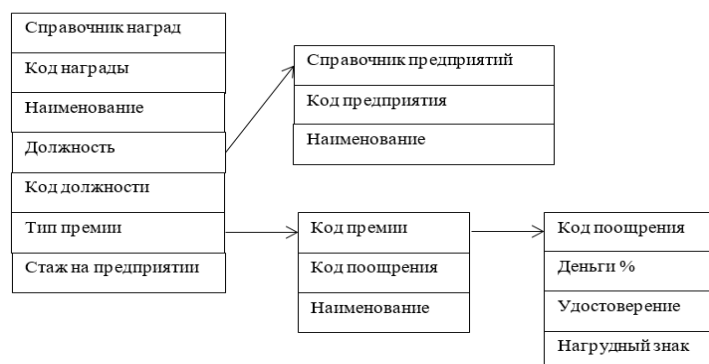 Справочник наград
Код награды
Наименование
Должность
Код должности
Тип премии
Стаж на предприятии
Справочник предприятий
Код предприятия
Наименование
Код премии
Код поощрения
Наименование
Код поощрения
Деньги %
Удостоверение
Нагрудный знак